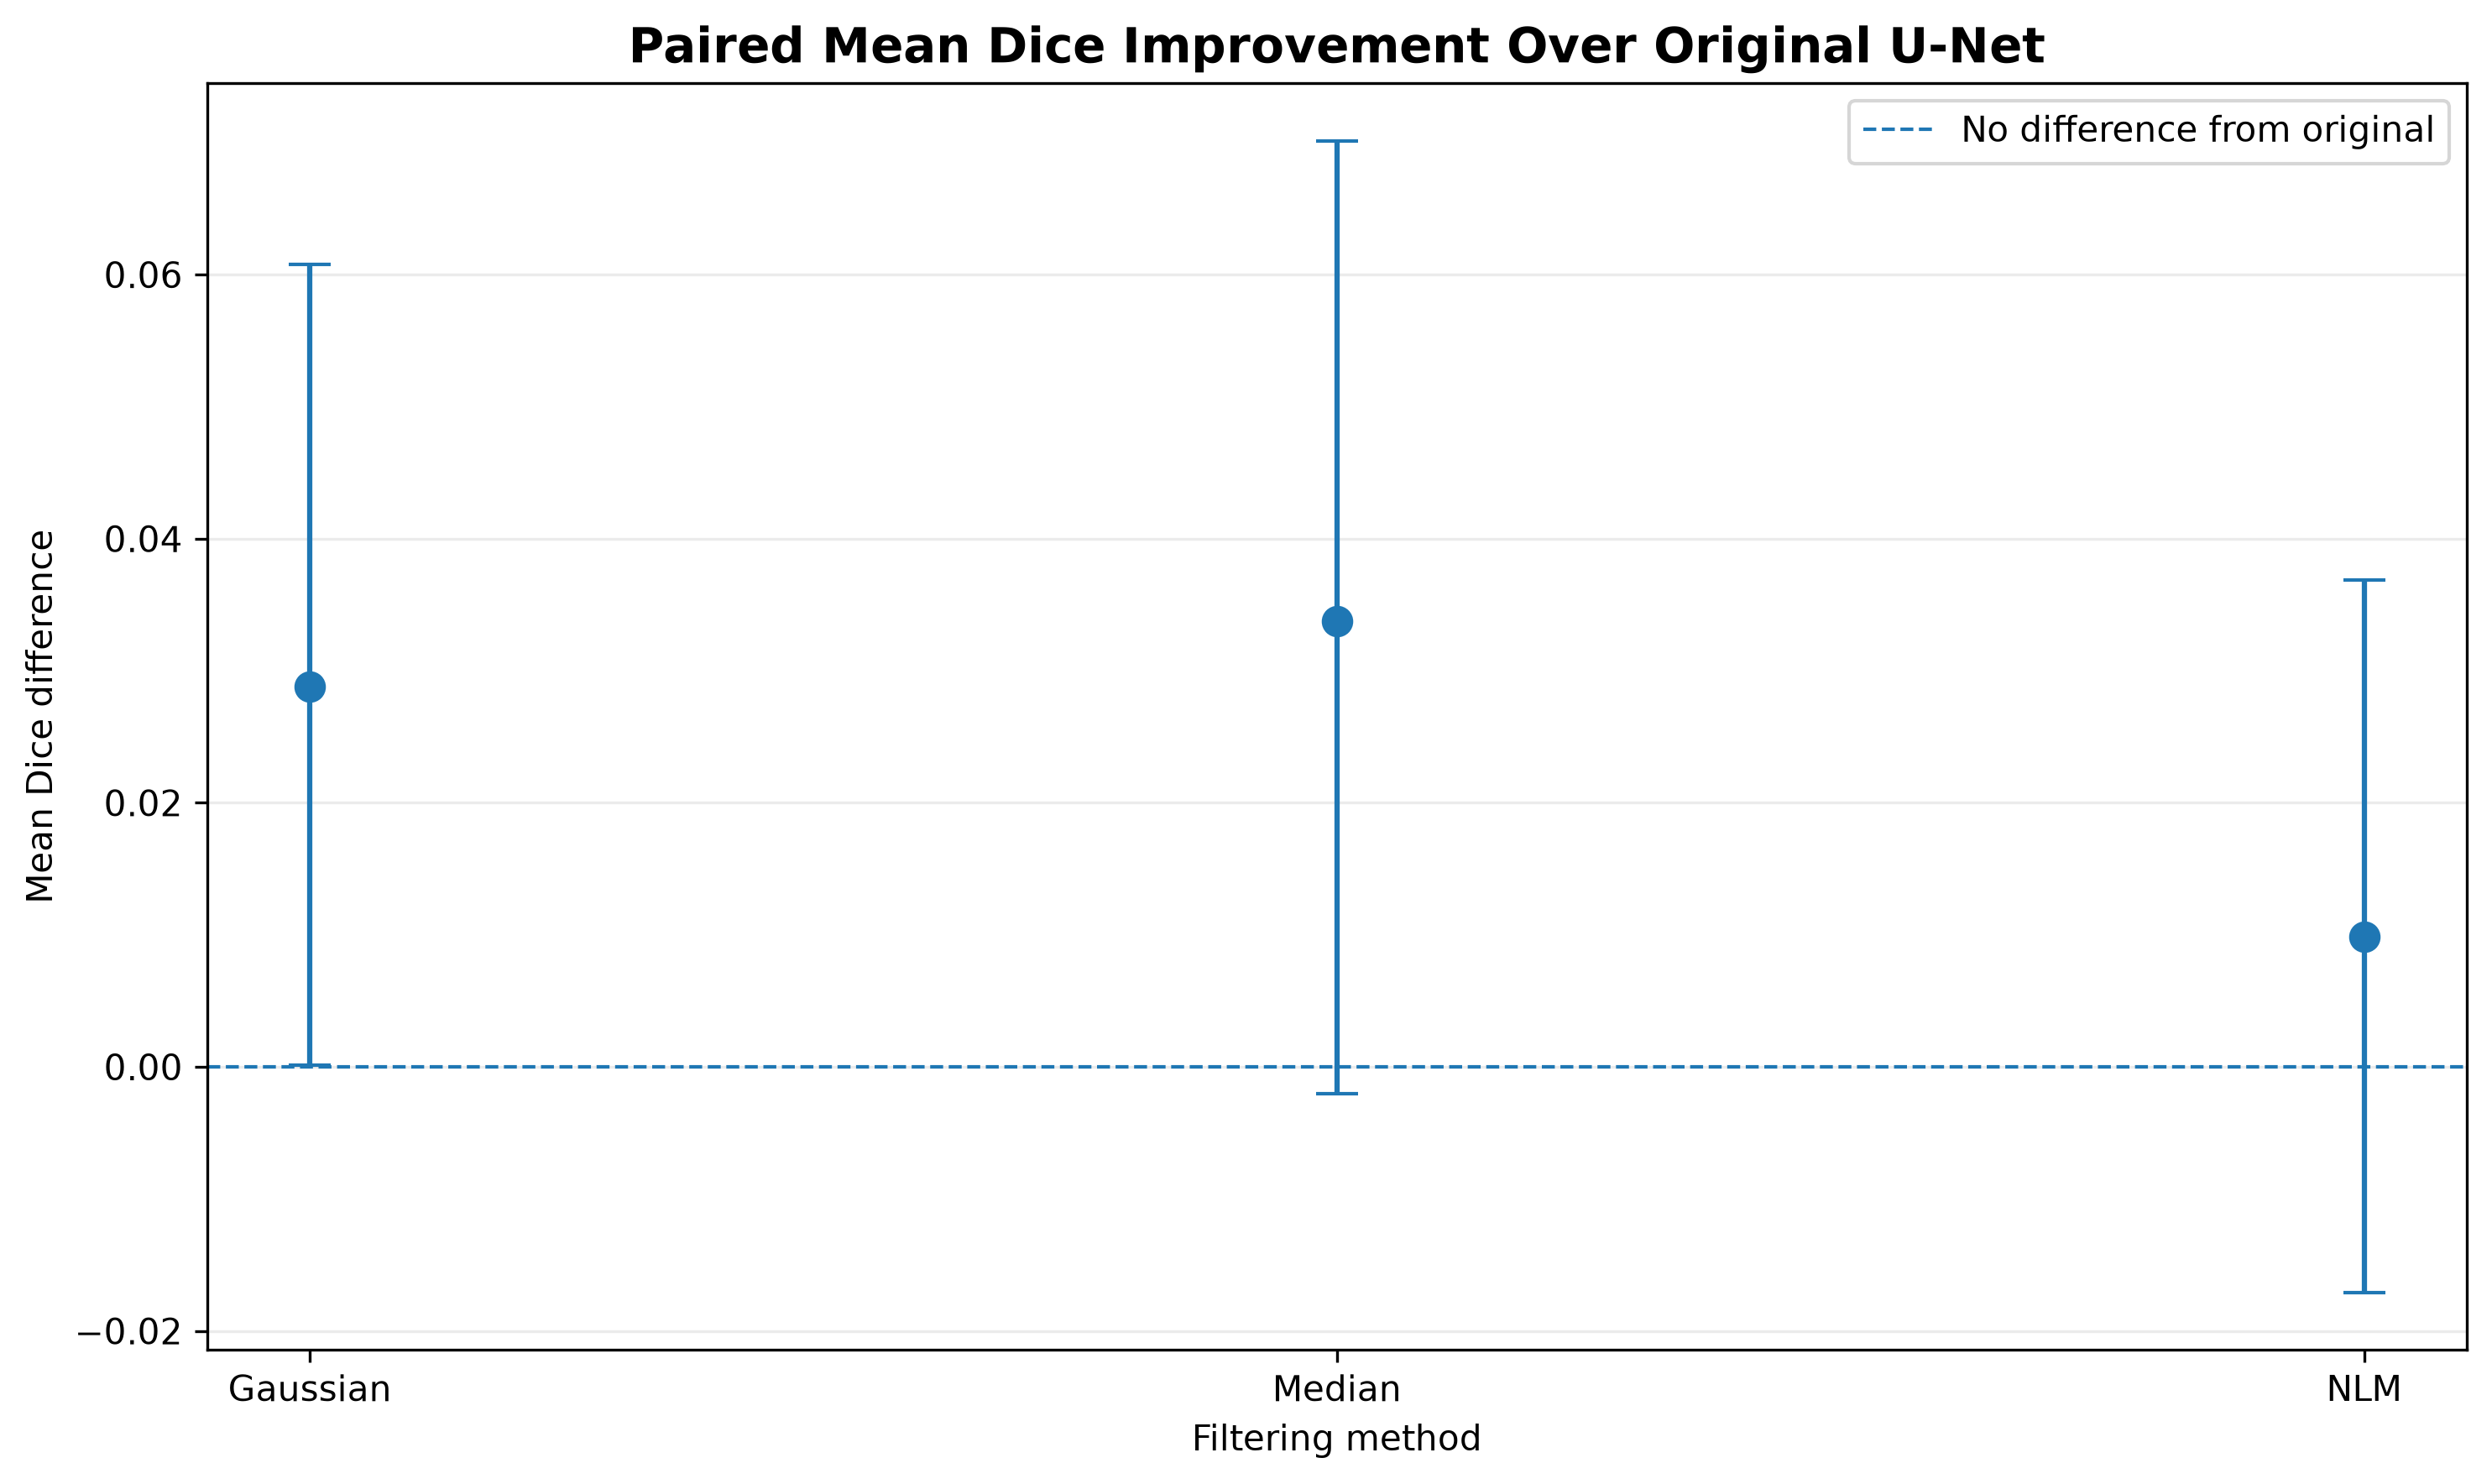 Paired Mean Dice Improvement Over Original U-Net
No difference from original
Mean Dice difference
0.06
0.04
0.02
0.00
−0.02
Gaussian
Median
NLM
Filtering method